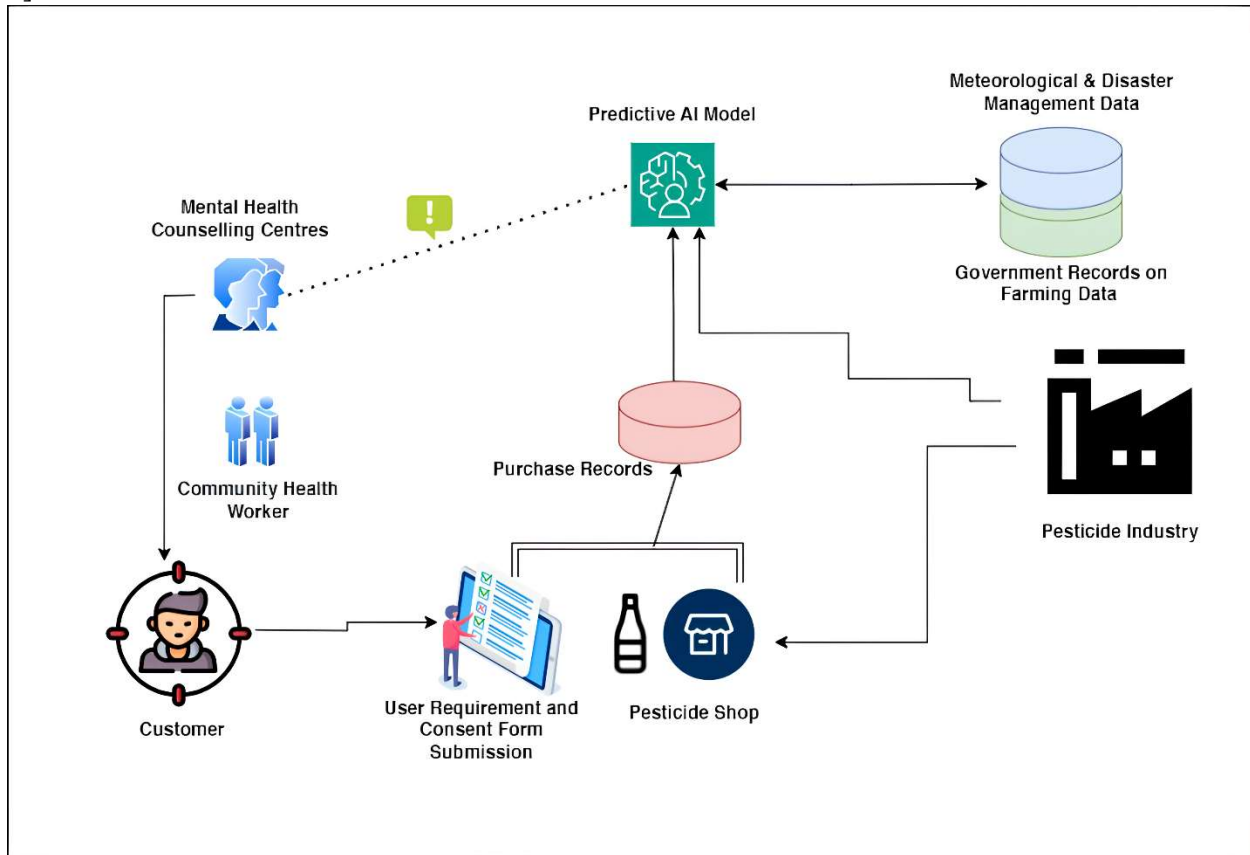 Meteorological & Disaster
Management Data
Predictive AI Model
Mental Health
Counselling Centres
!
Government Records on
Farming Data
Purchase Records
Community Health
Worker
Pesticide Industry
Customer
User Requirement and
Consent Form
Submission
Pesticide Shop